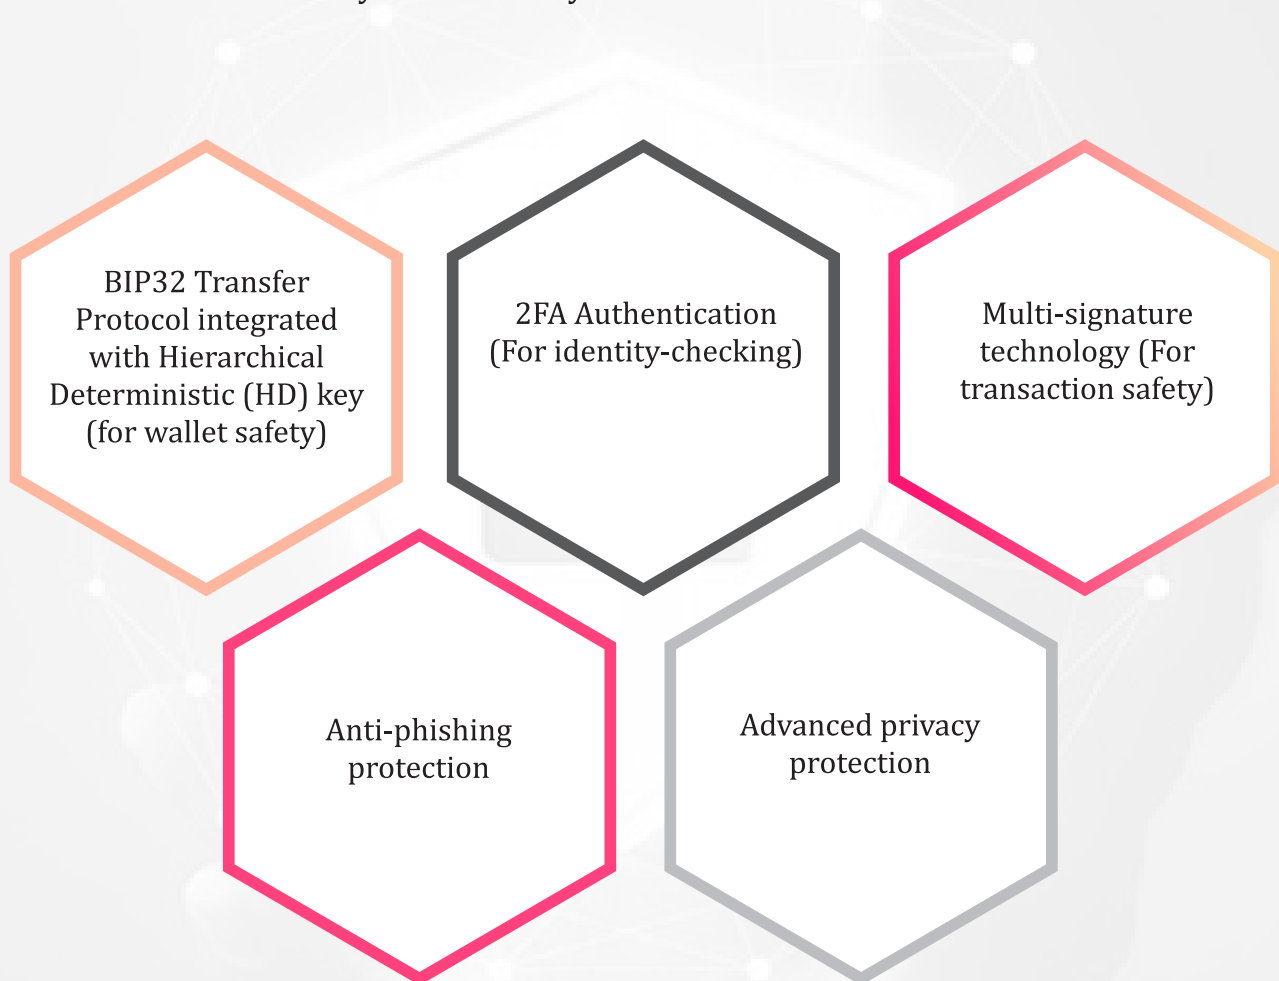 BIP32 Transfer
Protocol integrated
with Hierarchical
Deterministic (HD) key
(for wallet safety)
2FA Authentication
(For identity-checking)
Multi-signature
technology (For
transaction safety)
Anti-phishing
protection
Advanced privacy
protection